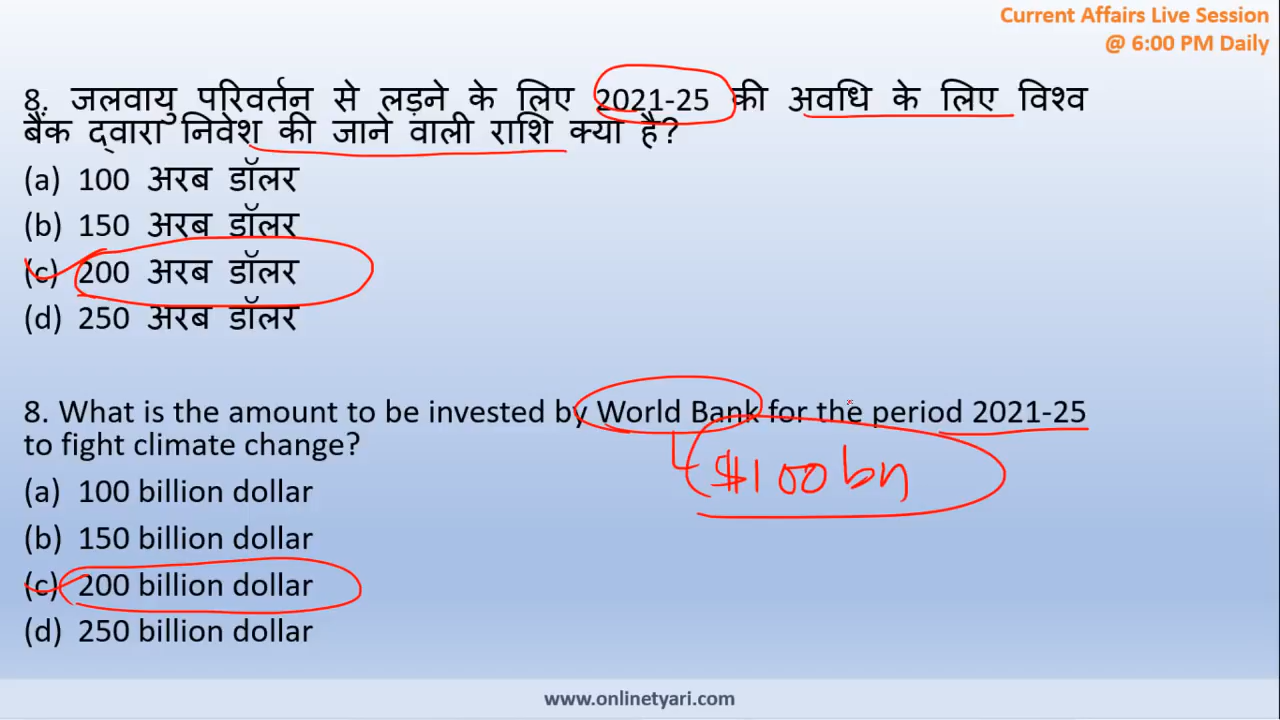 Current Affairs Live Session
@ 6:00 PM Daily
8. जलवायु परिवर्तन से लड़ने के लिए 2021-25 की अवधि के लिए विश्व
बैंक द्वारा निवेश की जाने वाली राशि क्या है?
(a) 100 अरब डॉलर
(b) 150 अरब डॉलर
(c) 200 अरब डॉलर
(d) 250 अरब डॉलर
8. What is the amount to be invested by World Bank for the period 2021-25
to fight climate change?
$100 bn
(a) 100 billion dollar
(b) 150 billion dollar
(c) 200 billion dollar
(d) 250 billion dollar
www.onlinetyari.com